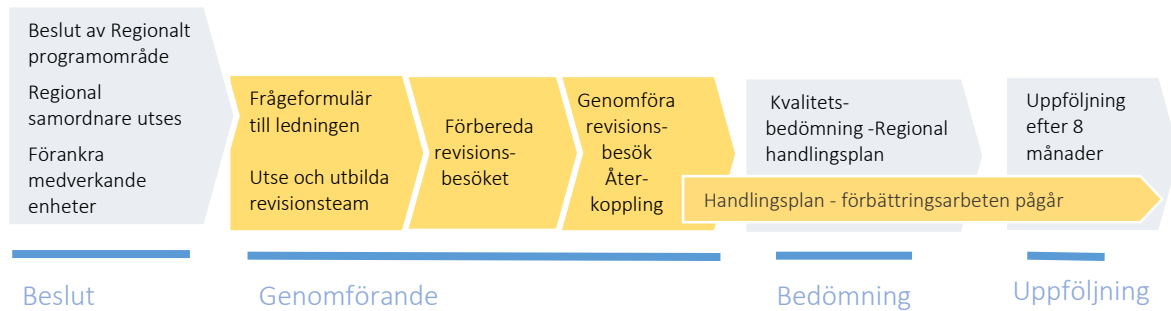 Beslut av Regionalt
programområde
Regional
samordnare utses
Förankra
medverkande
enheter
Frågeformulär
till ledningen
Utse och utbilda
revisionsteam
Förbereda
revisions-
besöket
Genomföra
revisions-
besök
Åter-
koppling
Kvalitets-
bedömning -Regional
handlingsplan
Uppföljning
efter 8
månader
Handlingsplan - förbättringsarbeten pågår
Beslut
Genomförande
Bedömning
Uppföljning